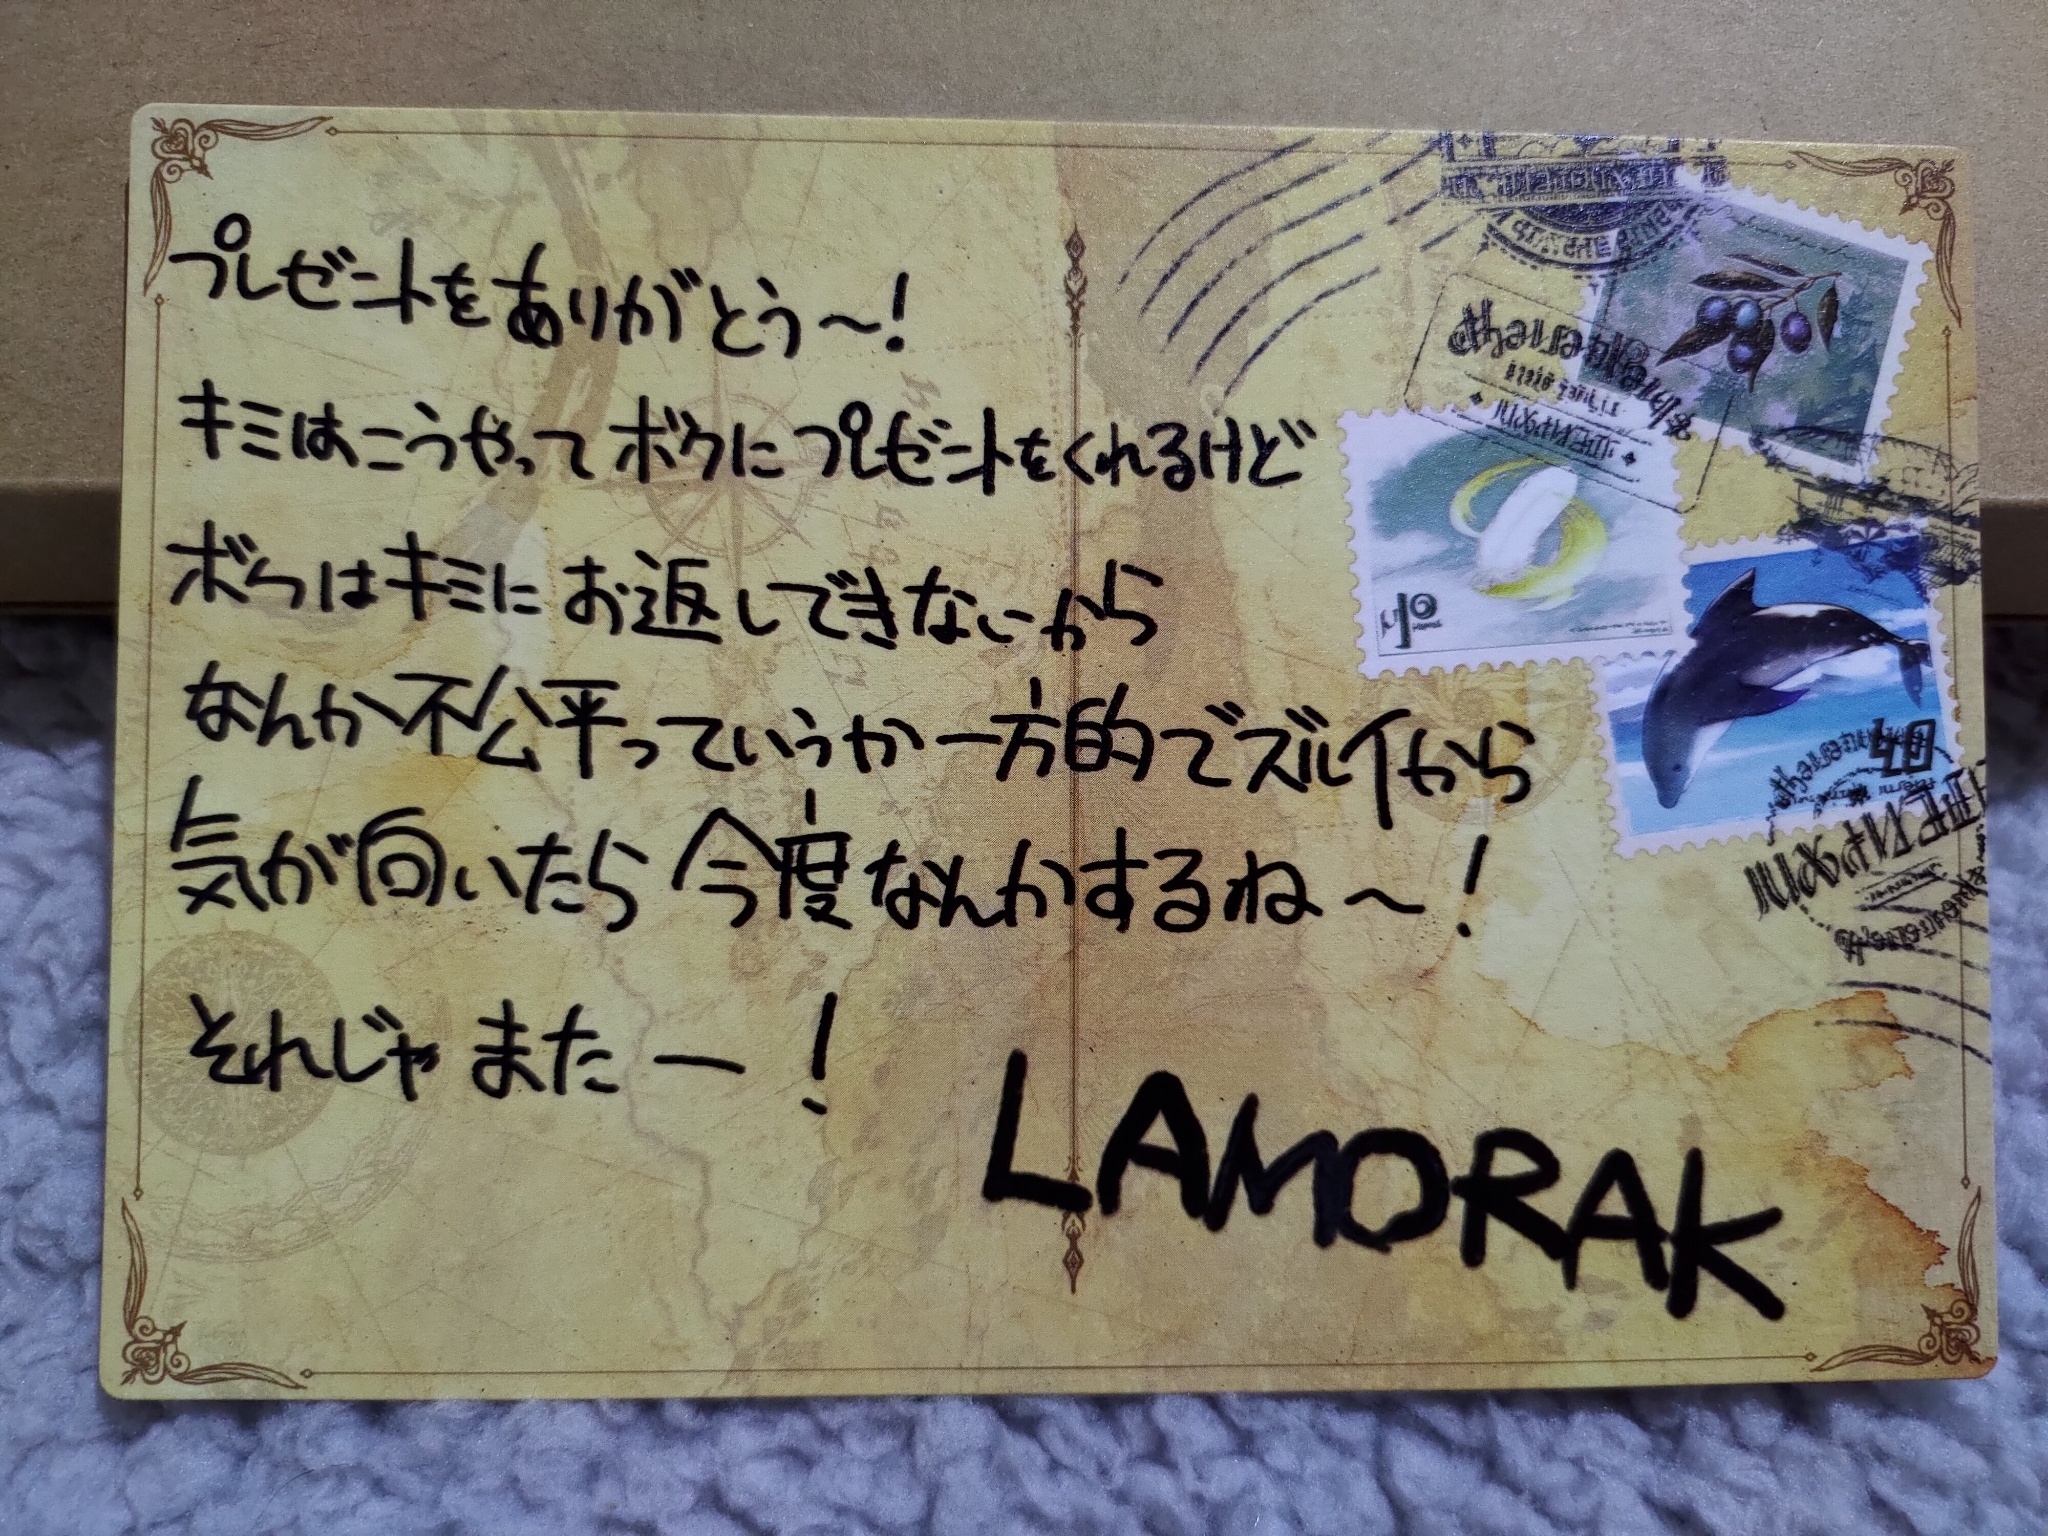 プレゼントをありがとう～!
キミはこうやってボクにプレゼントをくれるけど
ボクはキミにお返しできないから
なんか不公平っていうか一方的でズルイから
気が向いたら今度なんかするね～!
それじゃまたー!
LAMORAK
40